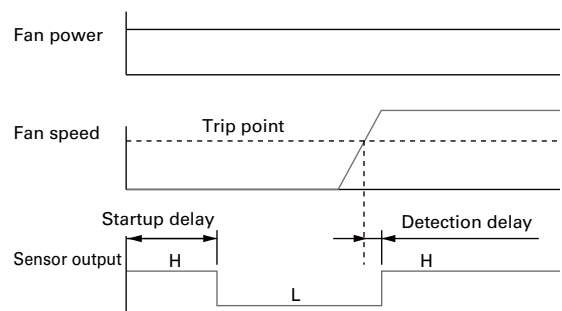 Fan power
Fan speed
Trip point
Startup delay
Detection delay
Sensor output
H
H
L